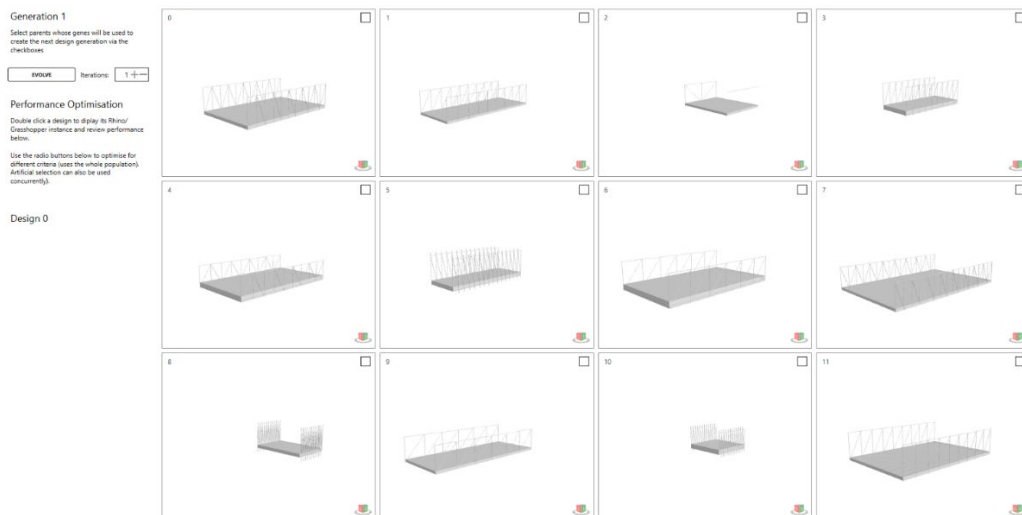 Generation 1
Select parents whose genes will be used to
create the next design generation via the
checkboxes
EVOLVE
Iterations: 1
Performance Optimisation
Double click a design to diplay its Rhino/
Grasshopper instance and review performance
below.
Use the radio buttons below to optimise for
different criteria (uses the whole population).
Artificial selection can also be used
concurrently).
Design 0
0
1
2
3
4
5
6
7
8
9
10
11